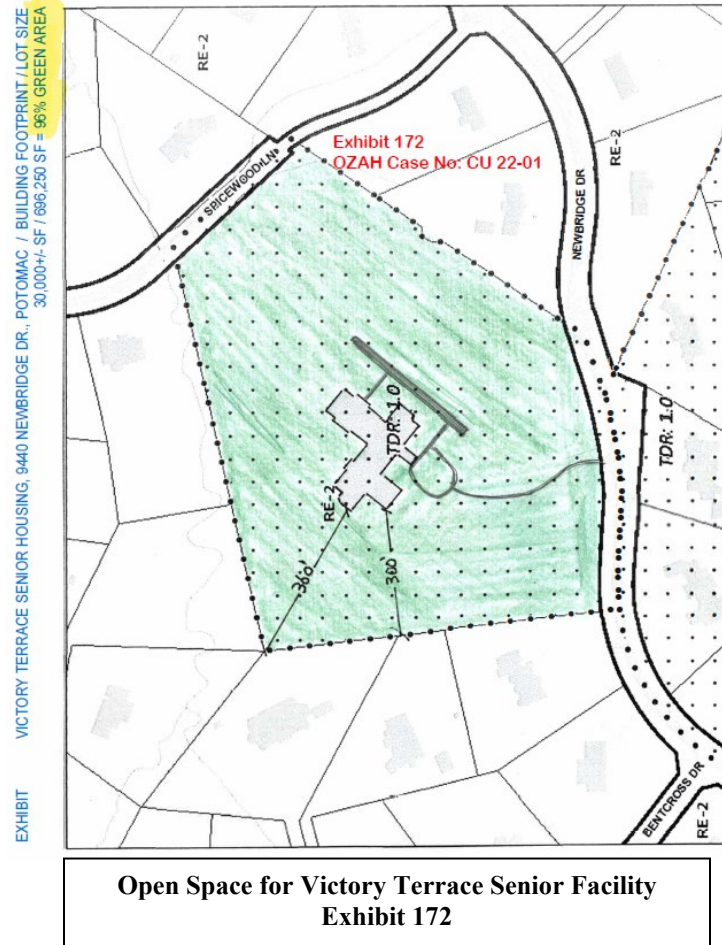 EXHIBIT VICTORY TERRACE SENIOR HOUSING, 9440 NEWBRIDGE DR., POTOMAC / BUILDING FOOTPRINT / LOT SIZE
30,000+/- SF / 696,250 SF = 96% GREEN AREA
RE-2
Exhibit 172
OZAH Case No: CU 22-01
SPICEWOOD LN
RE-2
NEWBRIDGE DR
TDR: 1.0
RE-2
TDR: 1.0
360'
300'
BENTCROSS DR
RE-2
Open Space for Victory Terrace Senior Facility
Exhibit 172